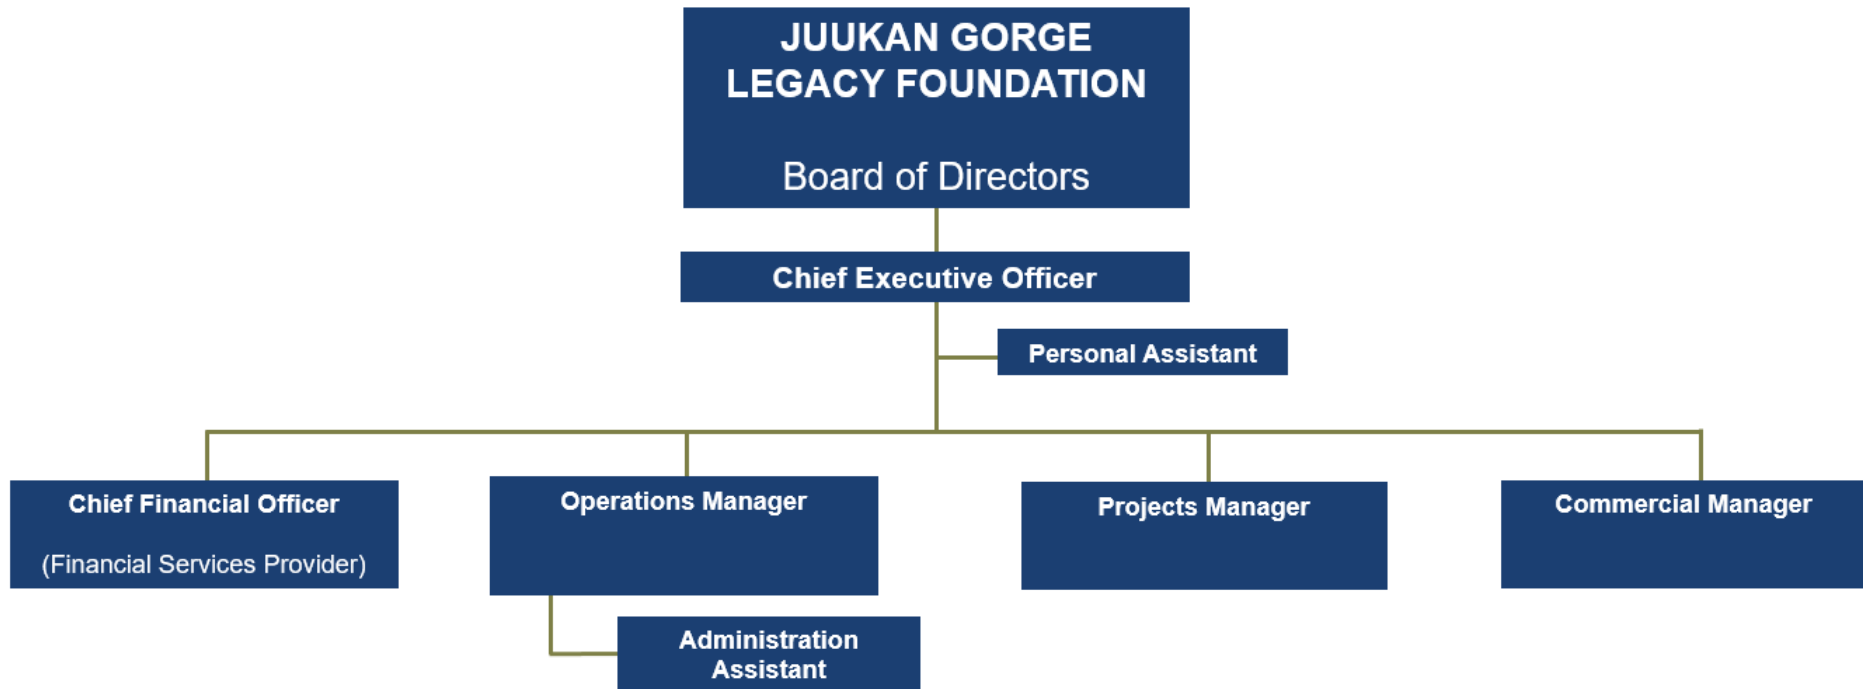 JUUKAN GORGE
LEGACY FOUNDATION
Board of Directors
Chief Executive Officer
Personal Assistant
Chief Financial Officer
(Financial Services Provider)
Operations Manager
Projects Manager
Commercial Manager
Administration
Assistant